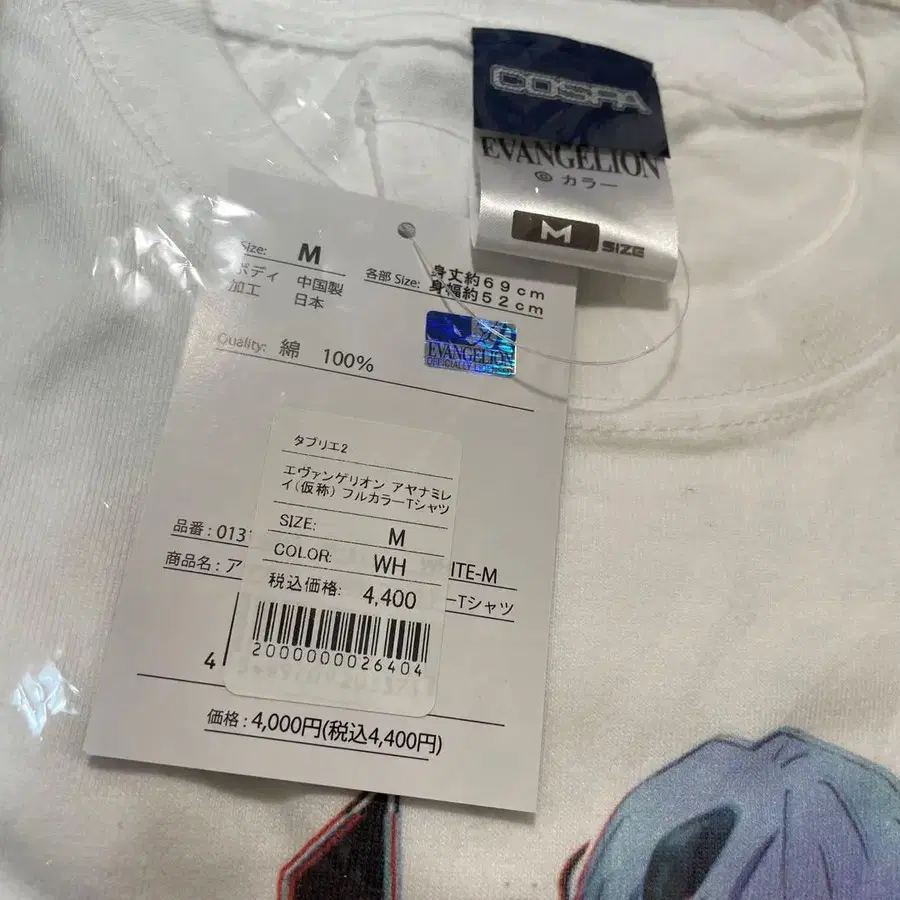 COSPA
EVANGELION
© カラー
M SIZE
Size: M
各部 Size: 身丈約69cm
身幅約52cm
ボディ 中国製
加工 日本
Quality: 綿 100%
EVANGELION
タブリエ2
エヴァンゲリオン アヤナミレ
イ(仮称) フルカラーTシャツ
SIZE: M
COLOR: WH
税込価格: 4,400
2000000026404
品番 : 013
ITE-M
商品名 : ア
ーTシャツ
4
価格 : 4,000円(税込4,400円)